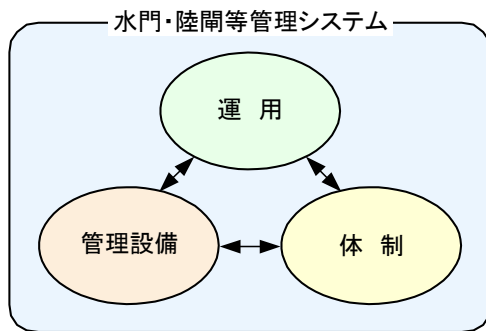 水門・陸閘等管理システム
運 用
管理設備
体 制